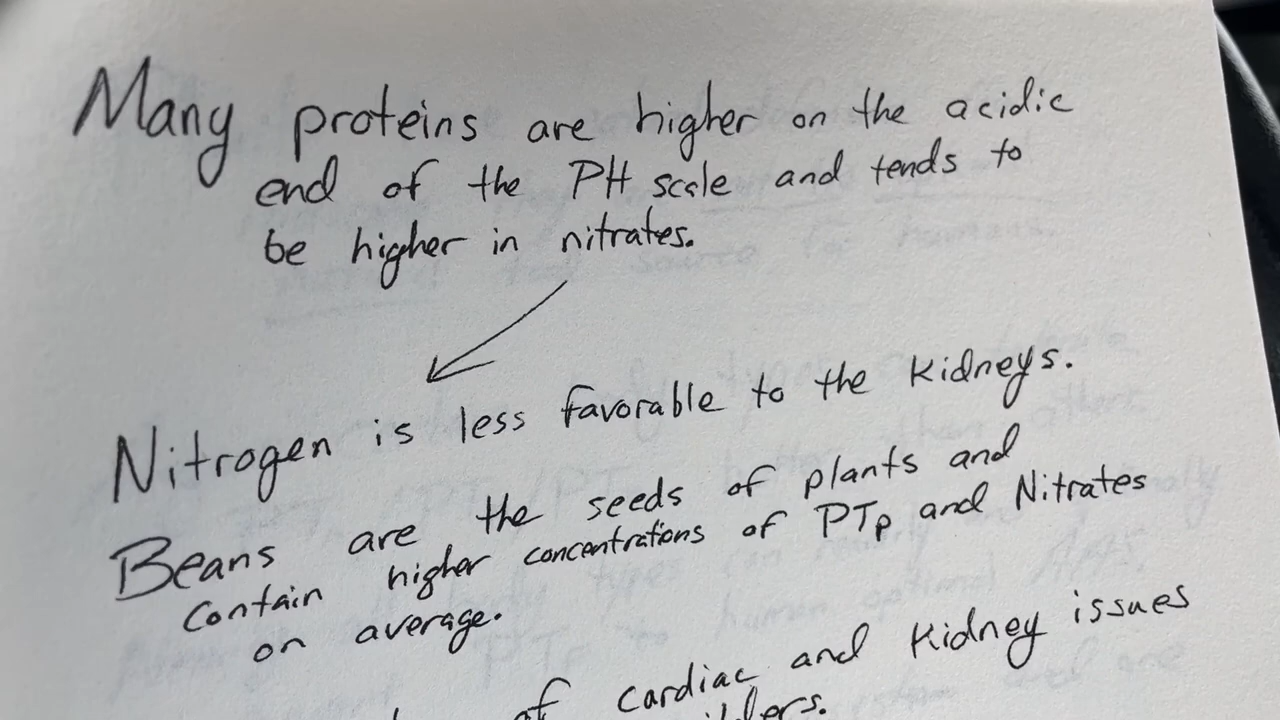 Many proteins are higher on the acidic
end of the PH scale and tends to
be higher in nitrates.
Nitrogen is less favorable to the kidneys.
Beans are the seeds of plants and
contain higher concentrations of PTp and Nitrates
on average.
of cardiac and kidney issues